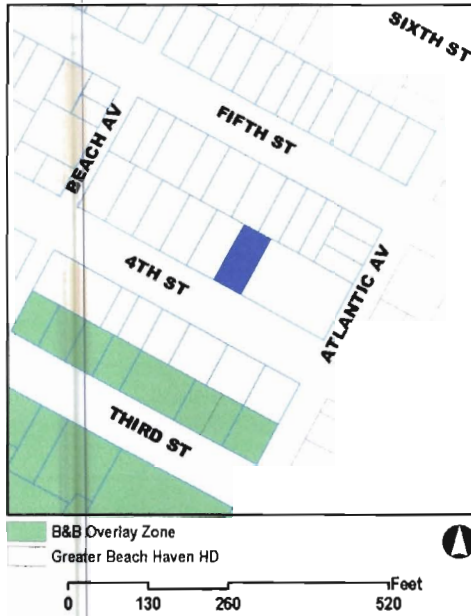 SIXTH ST
FIFTH ST
BEACH AV
4TH ST
ATLANTIC AV
THIRD ST
B&B Overlay Zone
Greater Beach Haven HD
Feet
0 130 260 520